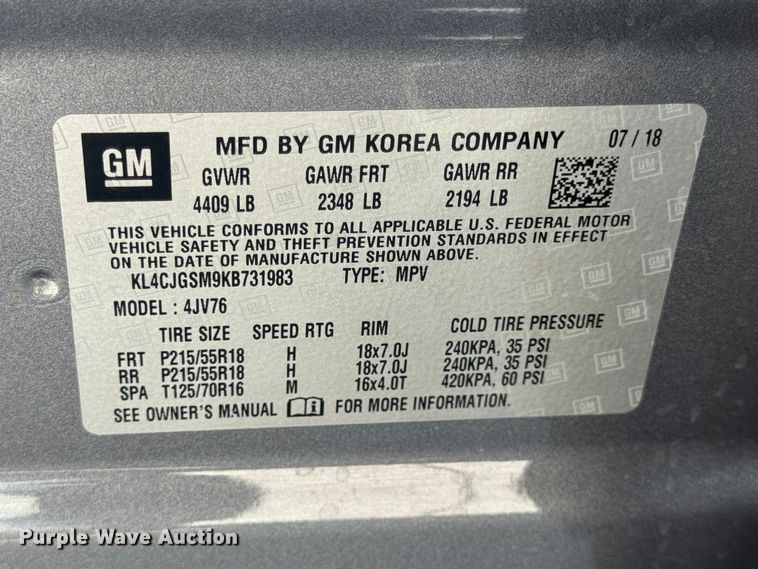 GM MFD BY GM KOREA COMPANY 07 / 18
GVWR GAWR FRT GAWR RR
4409 LB 2348 LB 2194 LB
THIS VEHICLE CONFORMS TO ALL APPLICABLE U.S. FEDERAL MOTOR
VEHICLE SAFETY AND THEFT PREVENTION STANDARDS IN EFFECT
ON THE DATE OF MANUFACTURE SHOWN ABOVE.
KL4CJGSM9KB731983 TYPE: MPV
MODEL : 4JV76
TIRE SIZE SPEED RTG RIM COLD TIRE PRESSURE
FRT P215/55R18 H 18x7.0J 240KPA, 35 PSI
RR P215/55R18 H 18x7.0J 240KPA, 35 PSI
SPA T125/70R16 M 16x4.0T 420KPA, 60 PSI
SEE OWNER'S MANUAL FOR MORE INFORMATION.
Purple Wave Auction